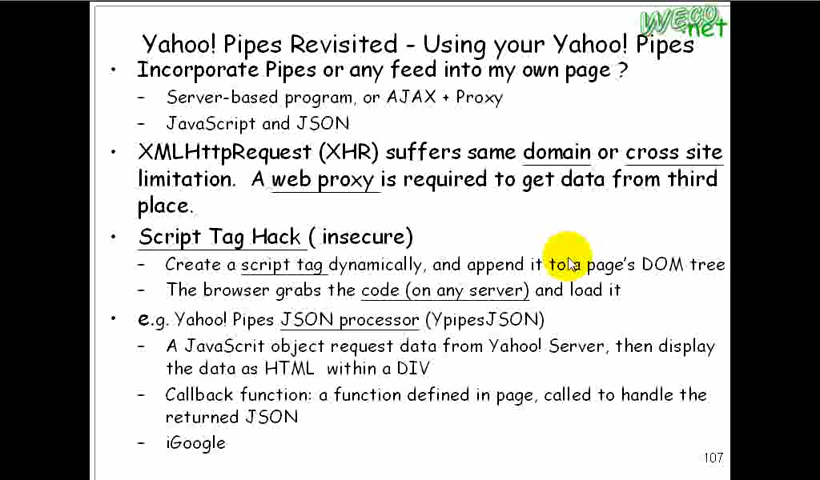 WECO
.net
Yahoo! Pipes Revisited - Using your Yahoo! Pipes
• Incorporate Pipes or any feed into my own page ?
– Server-based program, or AJAX + Proxy
– JavaScript and JSON
• XMLHttpRequest (XHR) suffers same domain or cross site
limitation. A web proxy is required to get data from third
place.
• Script Tag Hack ( insecure)
– Create a script tag dynamically, and append it to a page's DOM tree
– The browser grabs the code (on any server) and load it
• e.g. Yahoo! Pipes JSON processor (YpipesJSON)
– A JavaScrit object request data from Yahoo! Server, then display
the data as HTML within a DIV
– Callback function: a function defined in page, called to handle the
returned JSON
– iGoogle
107